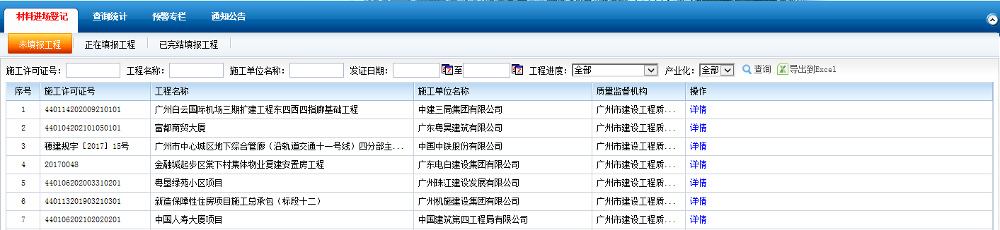 材料进场登记 查询统计 预警专栏 通知公告
未填报工程 正在填报工程 已完结填报工程
施工许可证号： 工程名称： 施工单位名称： 发证日期： 至 工程进度： 全部 产业化： 全部 查询 导出到Excel
序号 施工许可证号 工程名称 施工单位名称 质量监督机构 操作
1 440114202009210101 广州白云国际机场三期扩建工程东四西四指廊基础工程 中建三局集团有限公司 广州市建设工程质... 详情
2 440104202101050101 富都商贸大厦 广东粤昊建筑有限公司 广州市建设工程质... 详情
3 穗建规字［2017］15号 广州市中心城区地下综合管廊（沿轨道交通十一号线）四分部主... 中国中铁股份有限公司 广州市建设工程质... 详情
4 20170048 金融城起步区棠下村集体物业复建安置房工程 广东电白建设集团有限公司 广州市建设工程质... 详情
5 440106202003310201 粤垦绿苑小区项目 广州珠江建设发展有限公司 广州市建设工程质... 详情
6 440113201903210301 新造保障性住房项目施工总承包（标段十二） 广州机施建设集团有限公司 广州市建设工程质... 详情
7 440106202102020201 中国人寿大厦项目 中国建筑第四工程局有限公司 广州市建设工程质... 详情